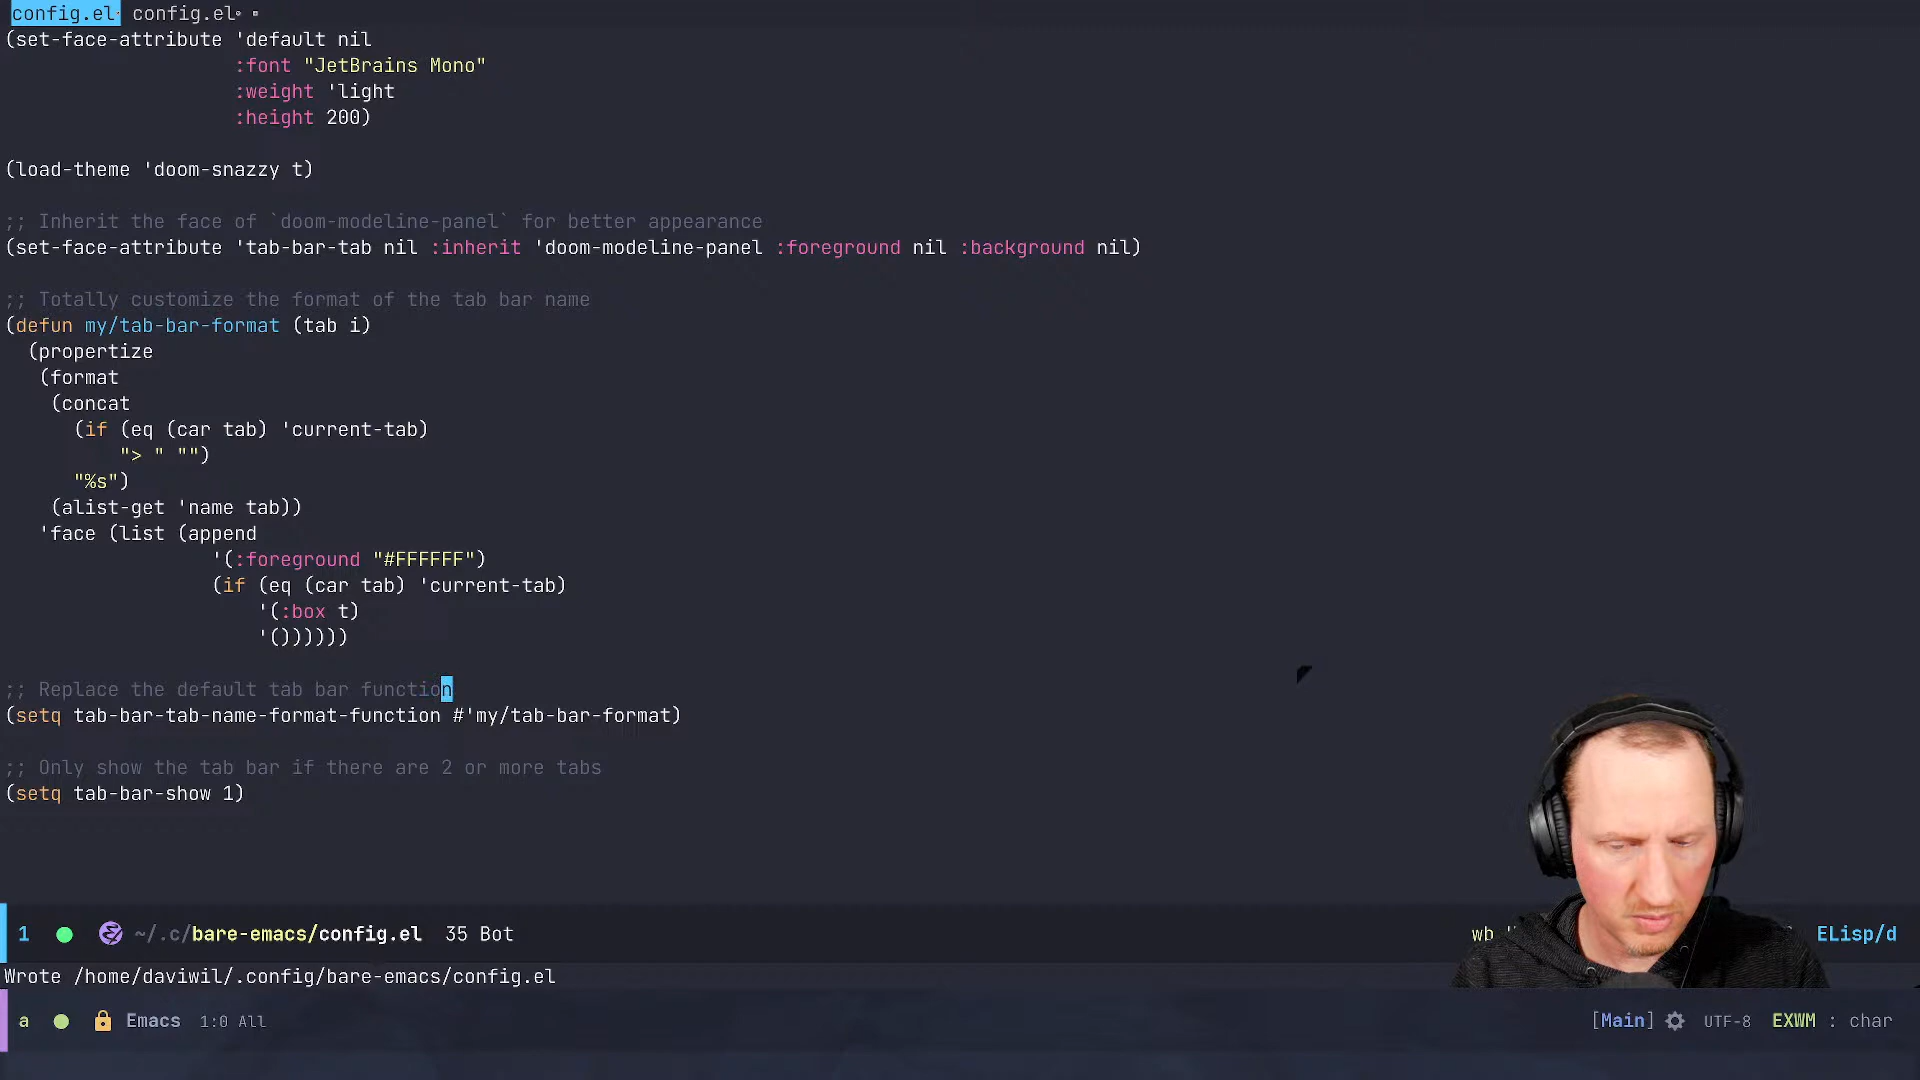 config.el config.el
(set-face-attribute 'default nil
:font "JetBrains Mono"
:weight 'light
:height 200)
(load-theme 'doom-snazzy t)
;; Inherit the face of `doom-modeline-panel` for better appearance
(set-face-attribute 'tab-bar-tab nil :inherit 'doom-modeline-panel :foreground nil :background nil)
;; Totally customize the format of the tab bar name
(defun my/tab-bar-format (tab i)
(propertize
(format
(concat
(if (eq (car tab) 'current-tab)
"> " "")
"%s")
(alist-get 'name tab))
'face (list (append
'(:foreground "#FFFFFF")
(if (eq (car tab) 'current-tab)
'(:box t)
'())))))
;; Replace the default tab bar function
(setq tab-bar-tab-name-format-function #'my/tab-bar-format)
;; Only show the tab bar if there are 2 or more tabs
(setq tab-bar-show 1)
1 ~/.c/bare-emacs/config.el 35 Bot wb ELisp/d
Wrote /home/daviwil/.config/bare-emacs/config.el
a Emacs 1:0 All [Main] UTF-8 EXWM : char